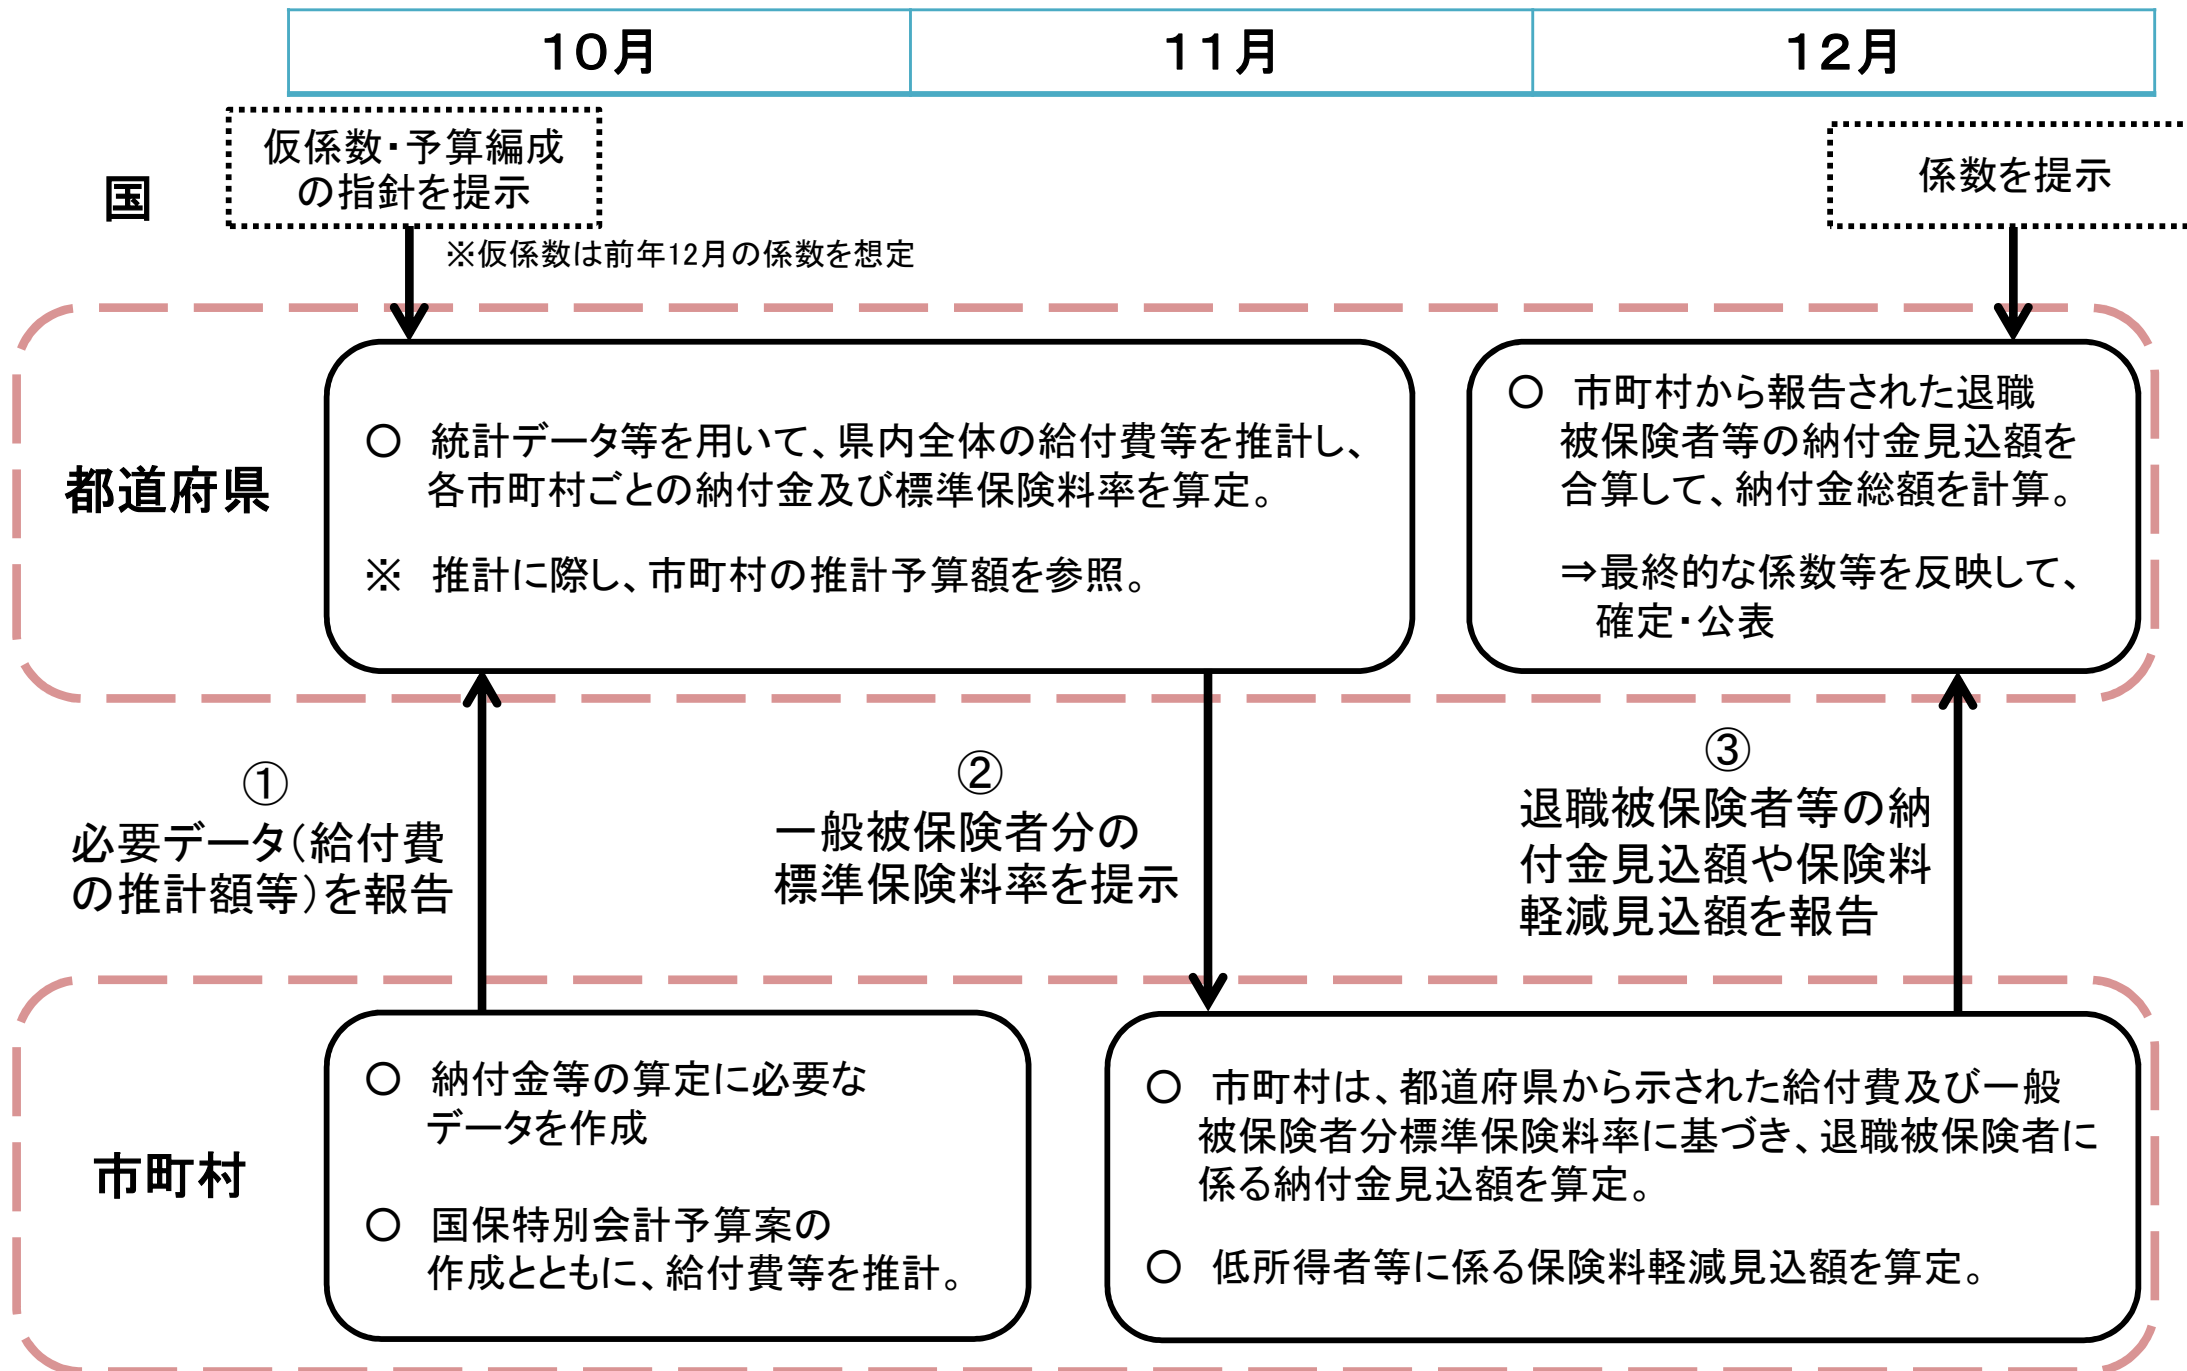 10月
11月
12月
国
仮係数・予算編成
の指針を提示
※仮係数は前年12月の係数を想定
係数を提示
都道府県
○ 統計データ等を用いて、県内全体の給付費等を推計し、
各市町村ごとの納付金及び標準保険料率を算定。
※ 推計に際し、市町村の推計予算額を参照。
○ 市町村から報告された退職
被保険者等の納付金見込額を
合算して、納付金総額を計算。
⇒最終的な係数等を反映して、
確定・公表
①
必要データ(給付費
の推計額等)を報告
②
一般被保険者分の
標準保険料率を提示
③
退職被保険者等の納
付金見込額や保険料
軽減見込額を報告
市町村
○ 納付金等の算定に必要な
データを作成
○ 国保特別会計予算案の
作成とともに、給付費等を推計。
○ 市町村は、都道府県から示された給付費及び一般
被保険者分標準保険料率に基づき、退職被保険者に
係る納付金見込額を算定。
○ 低所得者等に係る保険料軽減見込額を算定。